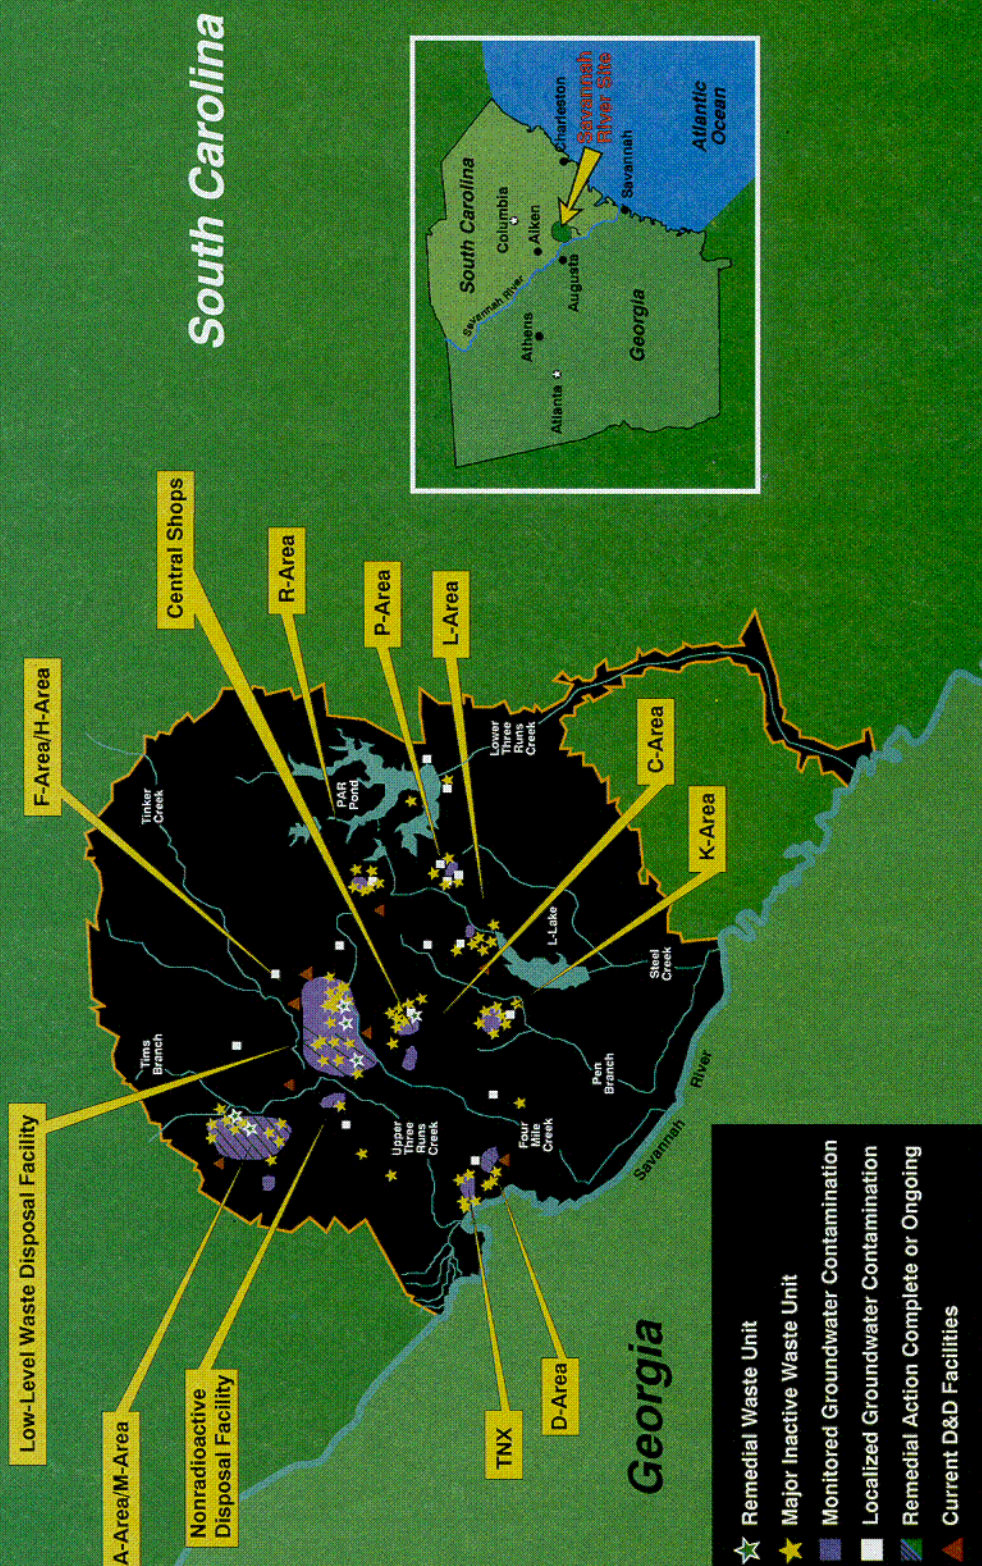 South Carolina
Low-Level Waste Disposal Facility
F-Area/H-Area
Central Shops
R-Area
P-Area
L-Area
C-Area
K-Area
A-Area/M-Area
Nonradioactive
Disposal Facility
TNX
D-Area
Tims
Branch
Tinker
Creek
PAR
Pond
Lower
Three
Runs
Creek
Upper
Three
Runs
Creek
Four
Mile
Creek
Pen
Branch
L-Lake
Steel
Creek
Savannah
River
Georgia
South Carolina
Columbia
Aiken
Charleston
Savannah
River Site
Savannah River
Athens
Augusta
Savannah
Atlanta
Georgia
Atlantic
Ocean
Remedial Waste Unit
Major Inactive Waste Unit
Monitored Groundwater Contamination
Localized Groundwater Contamination
Remedial Action Complete or Ongoing
Current D&D Facilities